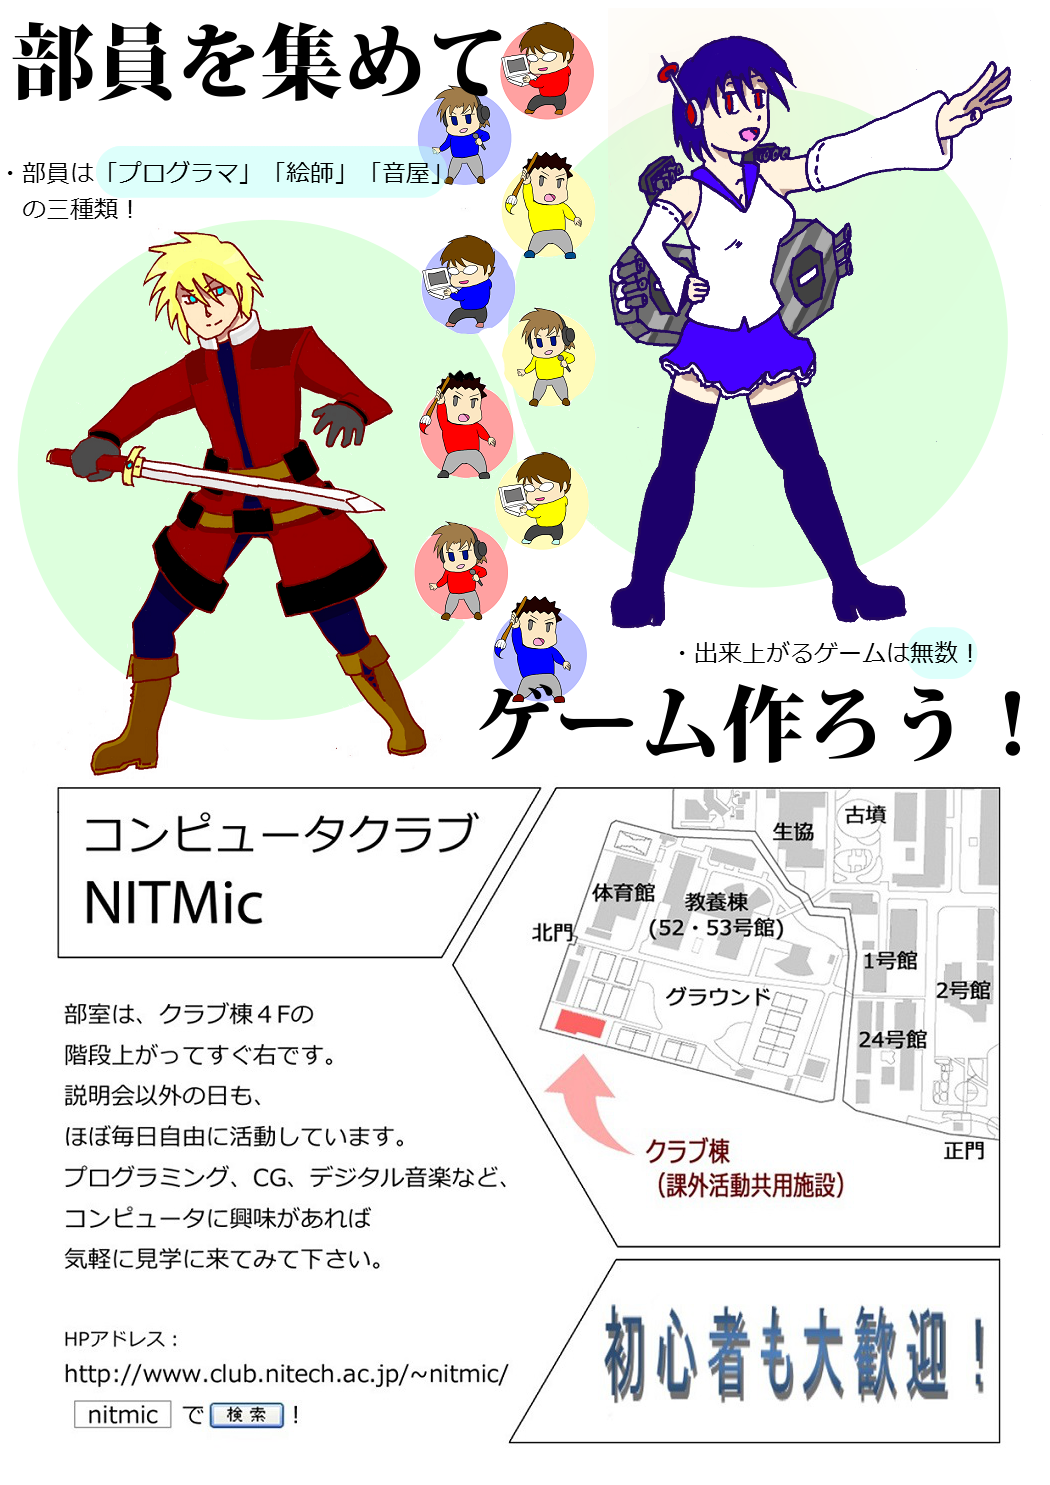 部員を集めて
・部員は「プログラマ」「絵師」「音屋」
の三種類！
・出来上がるゲームは無数！
ゲーム作ろう！
コンピュータクラブ
NITMic
部室は、クラブ棟４Fの
階段上がってすぐ右です。
説明会以外の日も、
ほぼ毎日自由に活動しています。
プログラミング、CG、デジタル音楽など、
コンピュータに興味があれば
気軽に見学に来てみて下さい。
HPアドレス：
http://www.club.nitech.ac.jp/~nitmic/
nitmic で 検索 !
生協
古墳
体育館
教養棟
(52・53号館)
北門
1号館
グラウンド
2号館
24号館
正門
クラブ棟
（課外活動共用施設）
初心者も大歓迎！